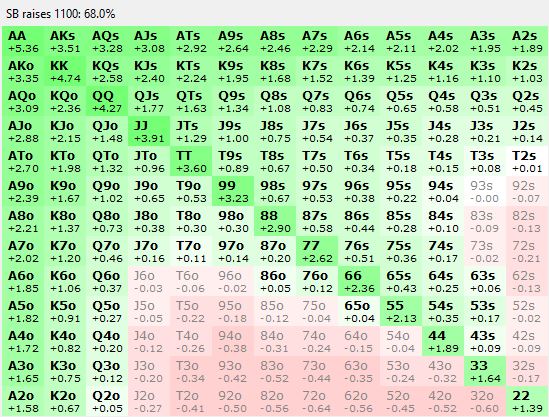 SB raises 1100: 68.0%
AA AKs AQs AJs ATs A9s A8s A7s A6s A5s A4s A3s A2s
+5.36 +3.51 +3.28 +3.08 +2.92 +2.64 +2.46 +2.29 +2.14 +2.11 +2.02 +1.95 +1.89
AKo KK KQs KJs KTs K9s K8s K7s K6s K5s K4s K3s K2s
+3.35 +4.74 +2.58 +2.40 +2.24 +1.95 +1.68 +1.52 +1.39 +1.25 +1.16 +1.10 +1.03
AQo KQo QQ QJs QTs Q9s Q8s Q7s Q6s Q5s Q4s Q3s Q2s
+3.09 +2.36 +4.27 +1.77 +1.63 +1.34 +1.08 +0.83 +0.74 +0.65 +0.58 +0.51 +0.45
AJo KJo QJo JJ JTs J9s J8s J7s J6s J5s J4s J3s J2s
+2.88 +2.15 +1.48 +3.91 +1.29 +1.00 +0.75 +0.54 +0.37 +0.35 +0.28 +0.21 +0.14
ATo KTo QTo JTo TT T9s T8s T7s T6s T5s T4s T3s T2s
+2.70 +1.98 +1.32 +0.96 +3.60 +0.89 +0.67 +0.50 +0.34 +0.18 +0.15 +0.08 +0.01
A9o K9o Q9o J9o T9o 99 98s 97s 96s 95s 94s 93s 92s
+2.39 +1.67 +1.02 +0.65 +0.53 +3.23 +0.67 +0.53 +0.38 +0.22 +0.04 -0.00 -0.07
A8o K8o Q8o J8o T8o 98o 88 87s 86s 85s 84s 83s 82s
+2.21 +1.37 +0.73 +0.38 +0.30 +0.30 +2.90 +0.58 +0.44 +0.28 +0.10 -0.09 -0.13
A7o K7o Q7o J7o T7o 97o 87o 77 76s 75s 74s 73s 72s
+2.02 +1.20 +0.46 +0.16 +0.11 +0.14 +0.20 +2.62 +0.51 +0.36 +0.17 -0.02 -0.21
A6o K6o Q6o J6o T6o 96o 86o 76o 66 65s 64s 63s 62s
+1.85 +1.06 +0.37 -0.03 -0.06 -0.02 +0.05 +0.12 +2.36 +0.43 +0.25 +0.06 -0.13
A5o K5o Q5o J5o T5o 95o 85o 75o 65o 55 54s 53s 52s
+1.82 +0.91 +0.27 -0.05 -0.22 -0.18 -0.12 -0.04 +0.04 +2.13 +0.35 +0.17 -0.02
A4o K4o Q4o J4o T4o 94o 84o 74o 64o 54o 44 43s 42s
+1.72 +0.82 +0.20 -0.12 -0.26 -0.38 -0.31 -0.24 -0.15 -0.04 +1.89 +0.09 -0.09
A3o K3o Q3o J3o T3o 93o 83o 73o 63o 53o 43o 33 32s
+1.65 +0.75 +0.12 -0.20 -0.34 -0.42 -0.52 -0.44 -0.35 -0.24 -0.32 +1.64 -0.17
A2o K2o Q2o J2o T2o 92o 82o 72o 62o 52o 42o 32o 22
+1.58 +0.67 +0.05 -0.27 -0.41 -0.50 -0.56 -0.64 -0.56 -0.45 -0.52 -0.60 +1.39